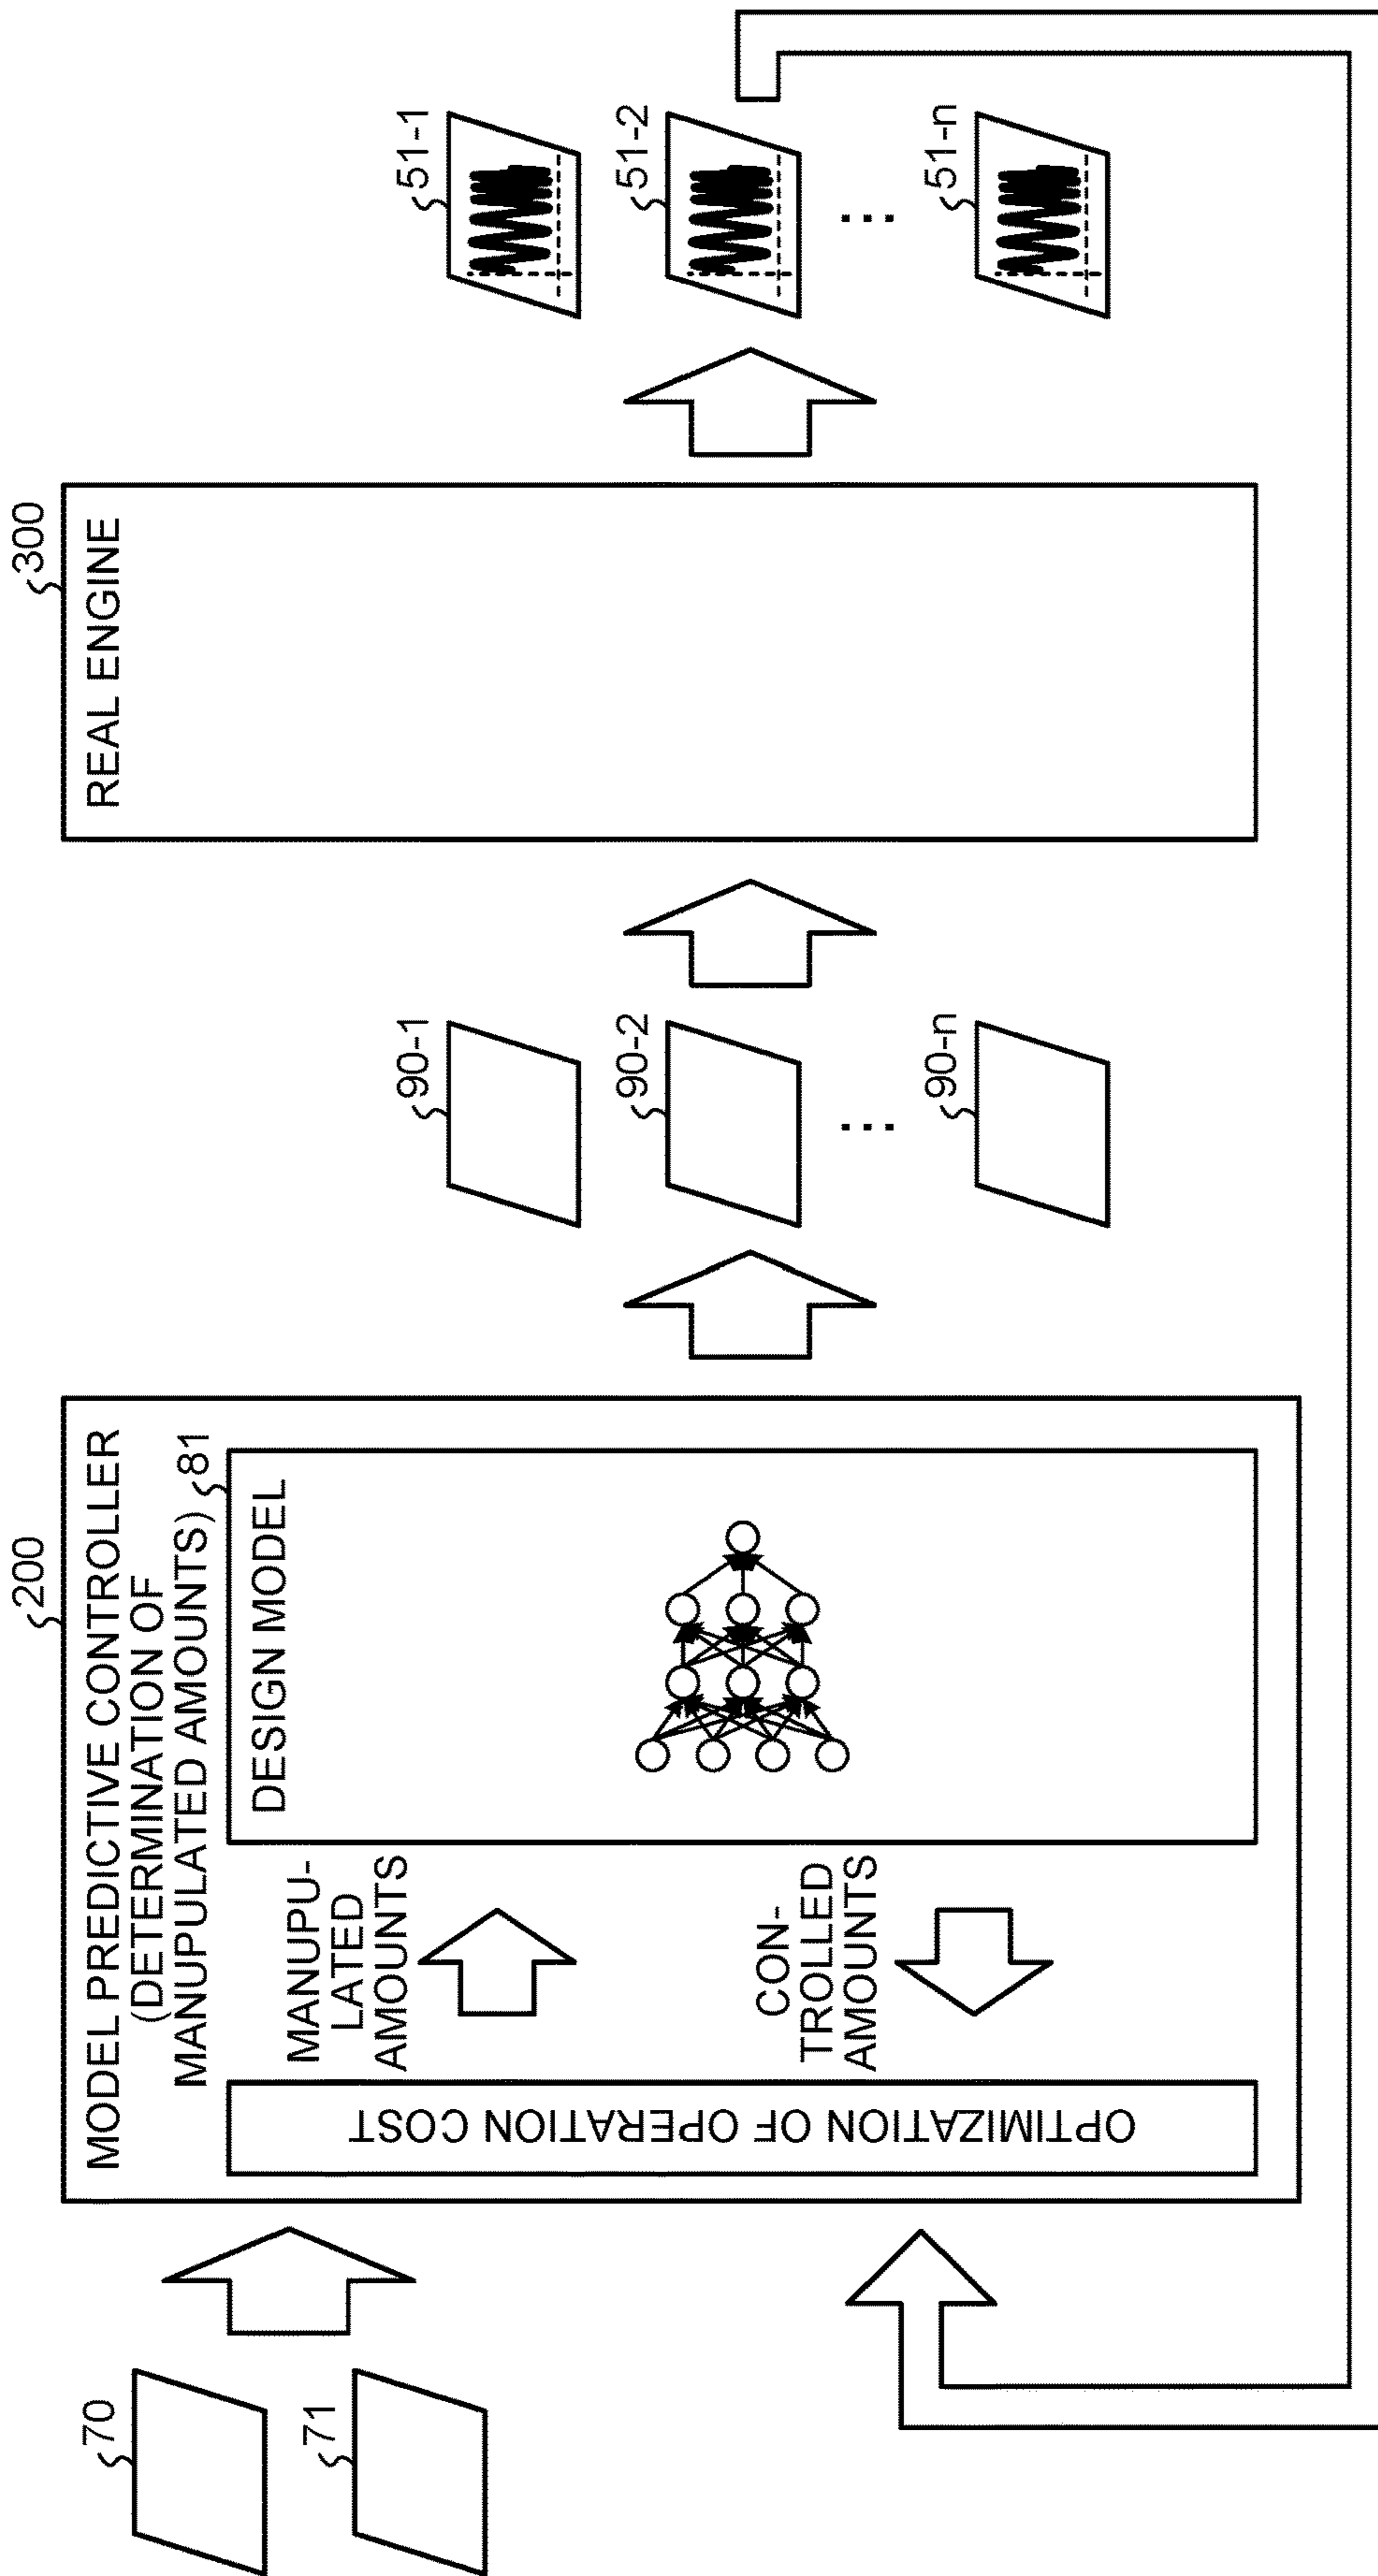 70
71
200
MODEL PREDICTIVE CONTROLLER
(DETERMINATION OF
MANUPULATED AMOUNTS)
81
OPTIMIZATION OF OPERATION COST
MANUPU-
LATED
AMOUNTS
CON-
TROLLED
AMOUNTS
DESIGN MODEL
90-1
90-2
...
90-n
300
REAL ENGINE
51-1
51-2
...
51-n